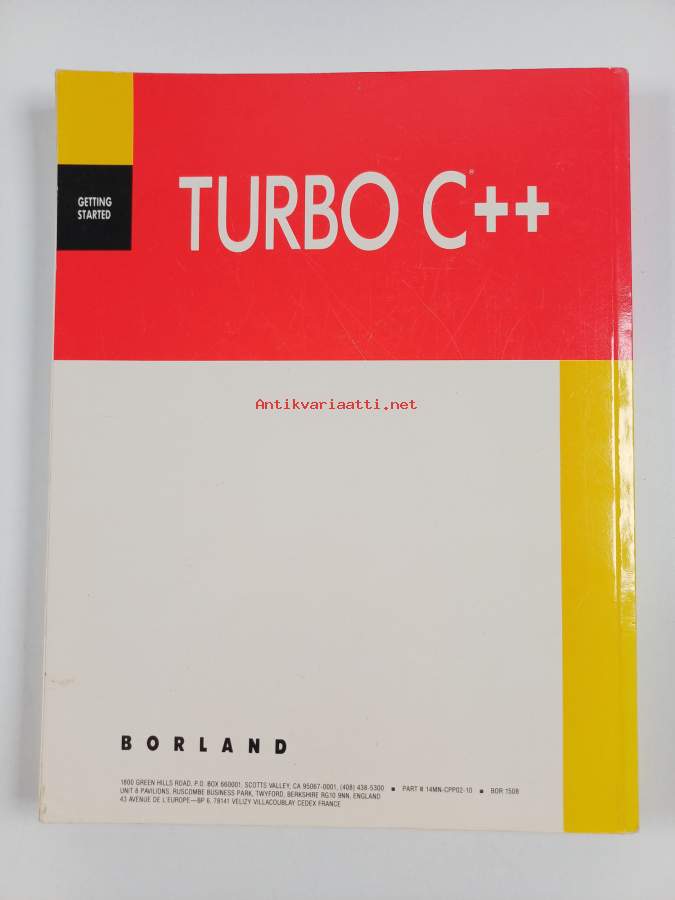 GETTING
STARTED
TURBO C®++
Antikvariaatti.net
BORLAND
1800 GREEN HILLS ROAD, P.O. BOX 660001, SCOTTS VALLEY, CA 95067-0001, (408) 438-5300 ■ PART # 14MN-CPP02-10 ■ BOR 1508
UNIT 8 PAVILIONS, RUSCOMBE BUSINESS PARK, TWYFORD, BERKSHIRE RG10 9NN, ENGLAND
43 AVENUE DE L'EUROPE—BP 6, 78141 VELIZY VILLACOUBLAY CEDEX FRANCE